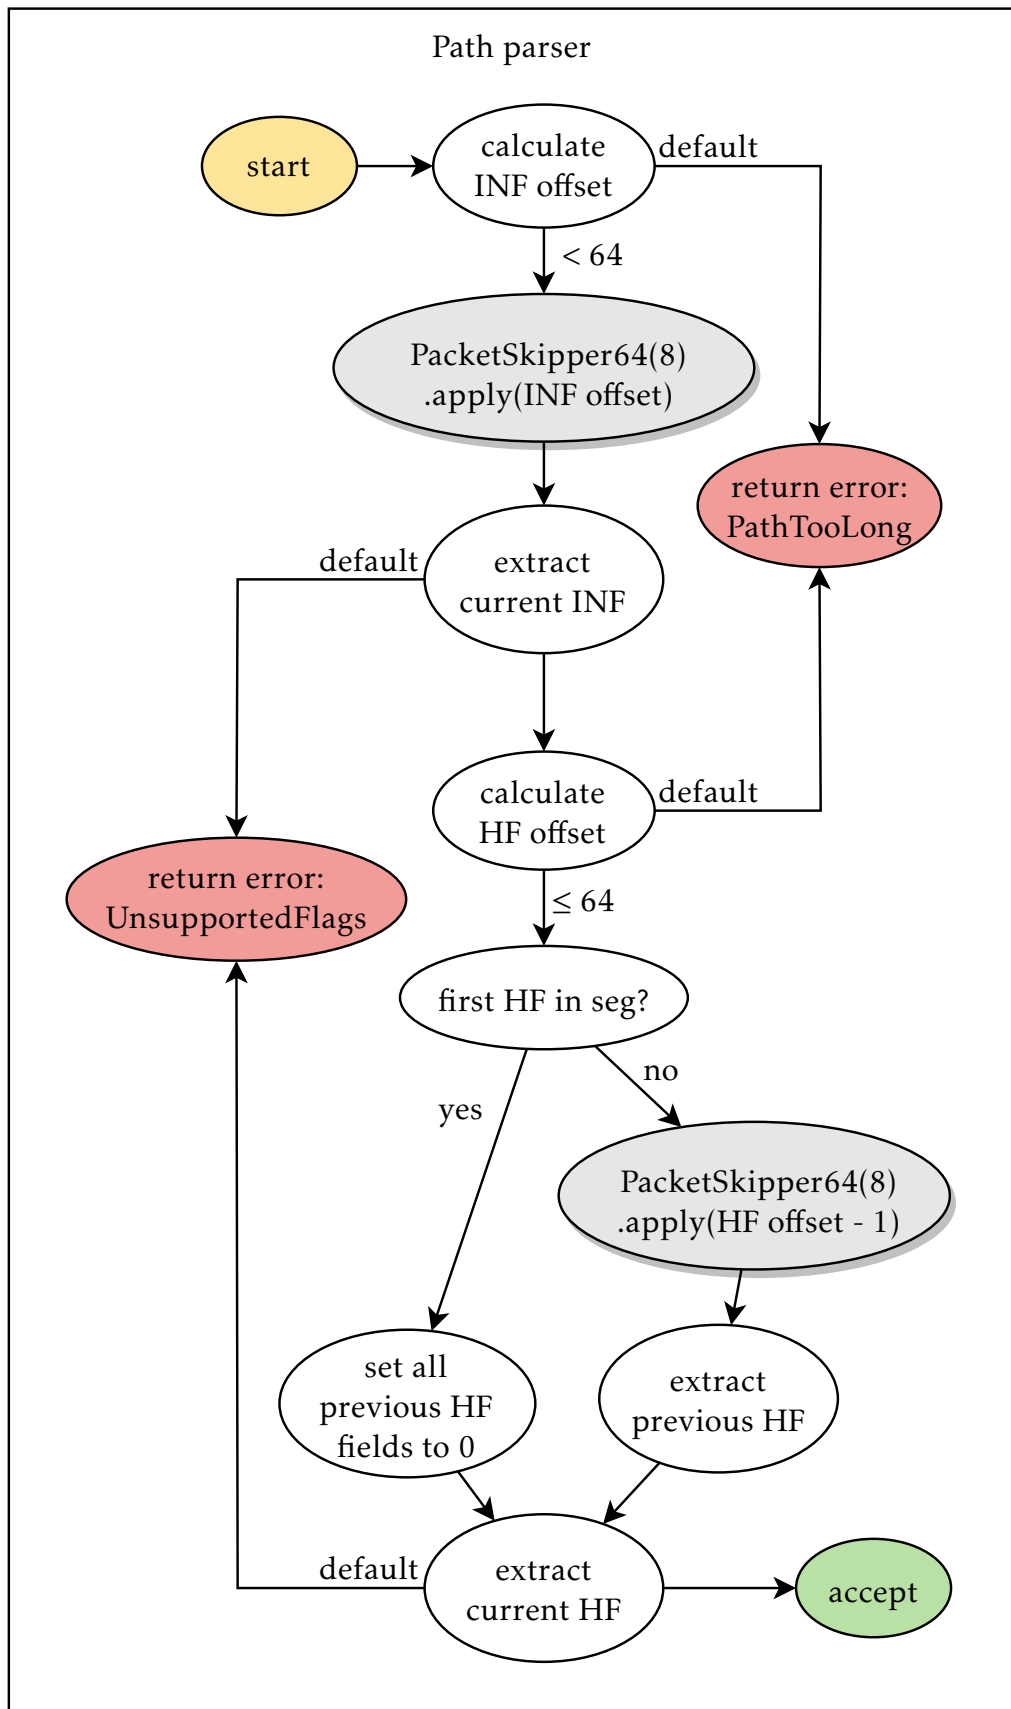 Path parser
start
calculate
INF offset
default
< 64
PacketSkipper64(8)
.apply(INF offset)
return error:
PathTooLong
default
extract
current INF
calculate
HF offset
default
return error:
UnsupportedFlags
≤ 64
first HF in seg?
yes
no
PacketSkipper64(8)
.apply(HF offset - 1)
set all
previous HF
fields to 0
extract
previous HF
default
extract
current HF
accept